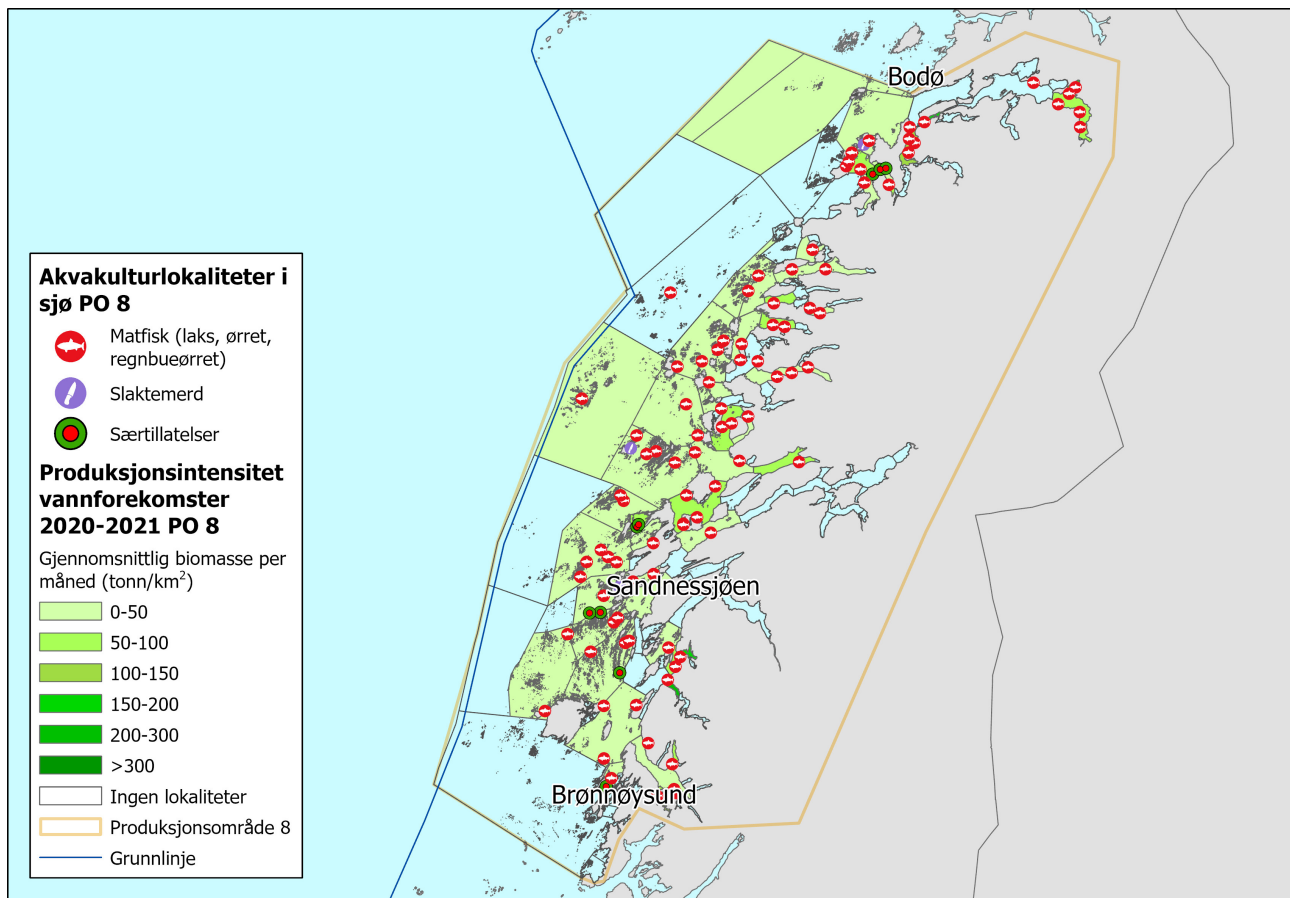 Bodø
Akvakulturlokaliteter i
sjø PO 8
Matfisk (laks, ørret,
regnbueørret)
Slaktemerd
Særtillatelser
Produksjonsintensitet
vannforekomster
2020-2021 PO 8
Gjennomsnittlig biomasse per
måned (tonn/km²)
0-50
50-100
100-150
150-200
200-300
>300
Ingen lokaliteter
Produksjonsområde 8
Grunnlinje
Sandnessjøen
Brønnøysund